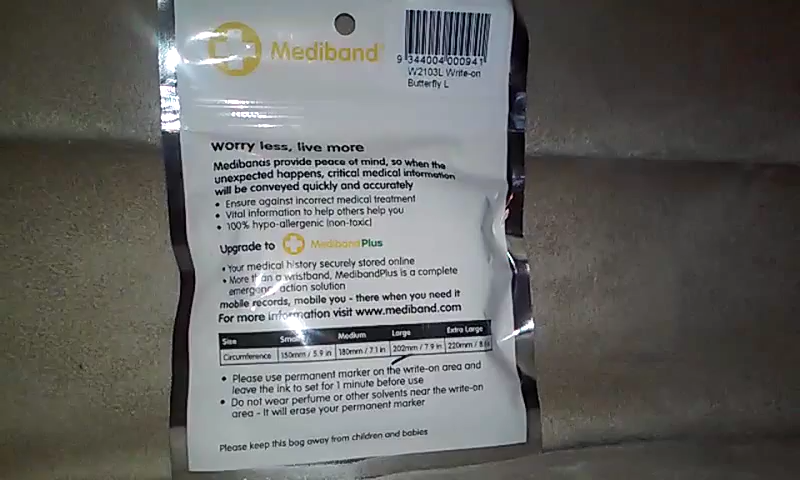 Mediband
9 344004 000941
W2103L Write-on
Butterfly L
Worry less, live more
Medibands provide peace of mind, so when the
unexpected happens, critical medical information
will be conveyed quickly and accurately
• Ensure against incorrect medical treatment
• Vital information to help others help you
• 100% hypo-allergenic (non-toxic)
Upgrade to MedibandPlus
• Your medical history securely stored online
• More than a wristband, MedibandPlus is a complete
emergency action solution
mobile records, mobile you - there when you need it
For more information visit www.mediband.com
Size Small Medium Large Extra Large
Circumference 150mm / 5.9 in 180mm / 7.1 in 202mm / 7.9 in 220mm /
• Please use permanent marker on the write-on area and
leave the ink to set for 1 minute before use
• Do not wear perfume or other solvents near the write-on
area - It will erase your permanent marker
Please keep this bag away from children and babies